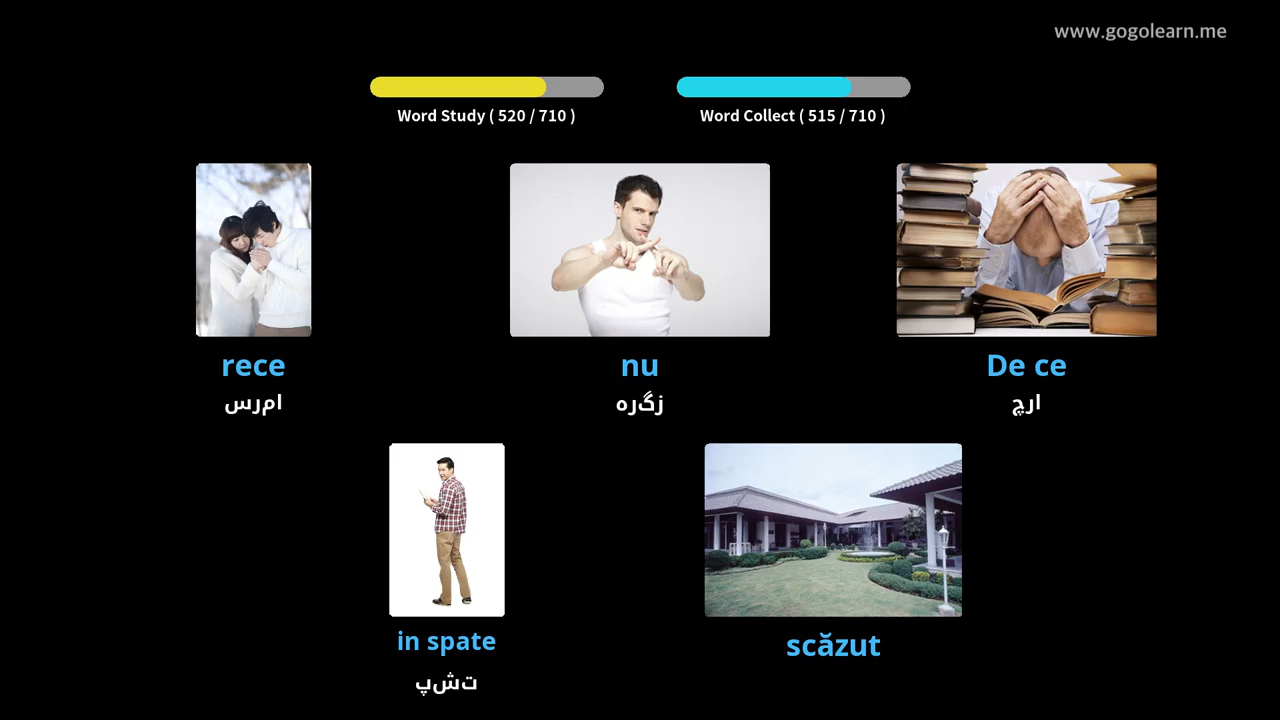 www.gogolearn.me
Word Study ( 520 / 710 )
Word Collect ( 515 / 710 )
rece
امرس
nu
زگره
De ce
ارچ
in spate
تشپ
scăzut